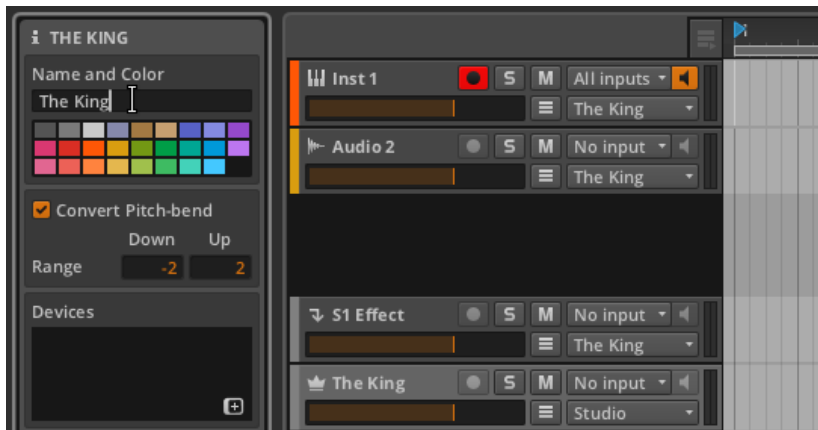 THE KING
Name and Color
The King
Convert Pitch-bend
Down Up
Range -2 2
Devices
Inst 1 S M All inputs
The King
Audio 2 S M No input
The King
S1 Effect S M No input
The King
The King S M No input
Studio